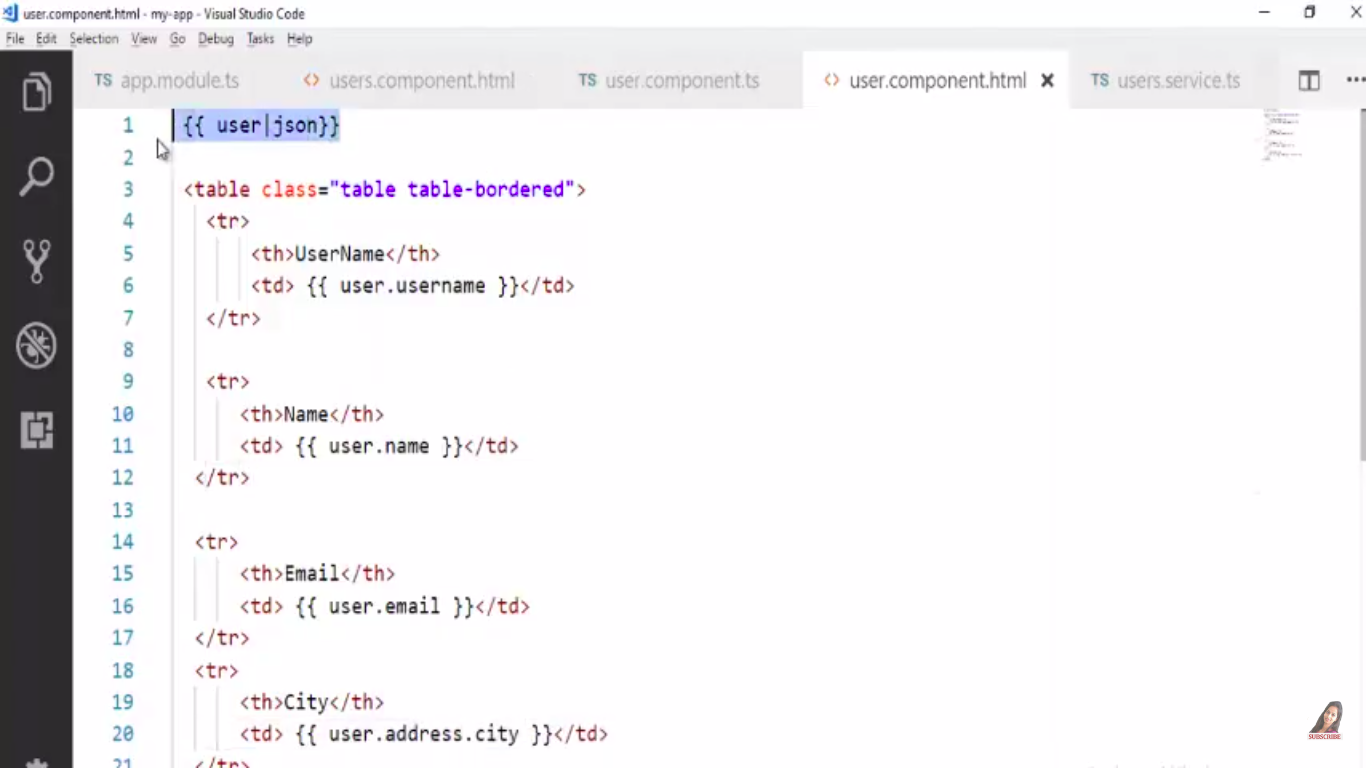 user.component.html - my-app - Visual Studio Code
File Edit Selection View Go Debug Tasks Help
TS app.module.ts <> users.component.html TS user.component.ts <> user.component.html TS users.service.ts
1 {{ user|json}}
2
3 <table class="table table-bordered">
4 <tr>
5 <th>UserName</th>
6 <td> {{ user.username }}</td>
7 </tr>
8
9 <tr>
10 <th>Name</th>
11 <td> {{ user.name }}</td>
12 </tr>
13
14 <tr>
15 <th>Email</th>
16 <td> {{ user.email }}</td>
17 </tr>
18 <tr>
19 <th>City</th>
20 <td> {{ user.address.city }}</td>
21 </tr>
SUBSCRIBE